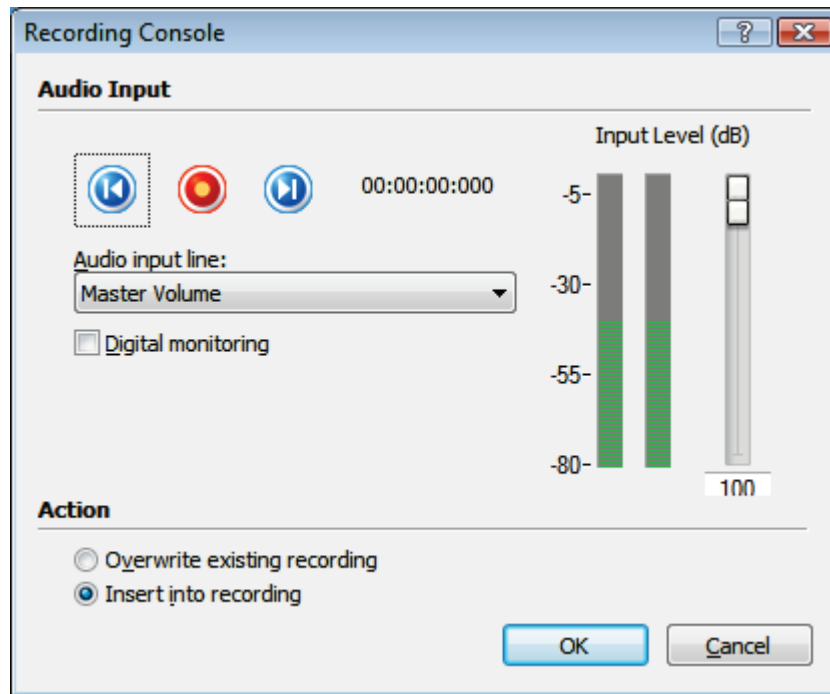 Recording Console
Audio Input
Input Level (dB)
00:00:00:000
-5-
-30-
-55-
-80-
100
Audio input line:
Master Volume
Digital monitoring
Action
Overwrite existing recording
Insert into recording
OK
Cancel